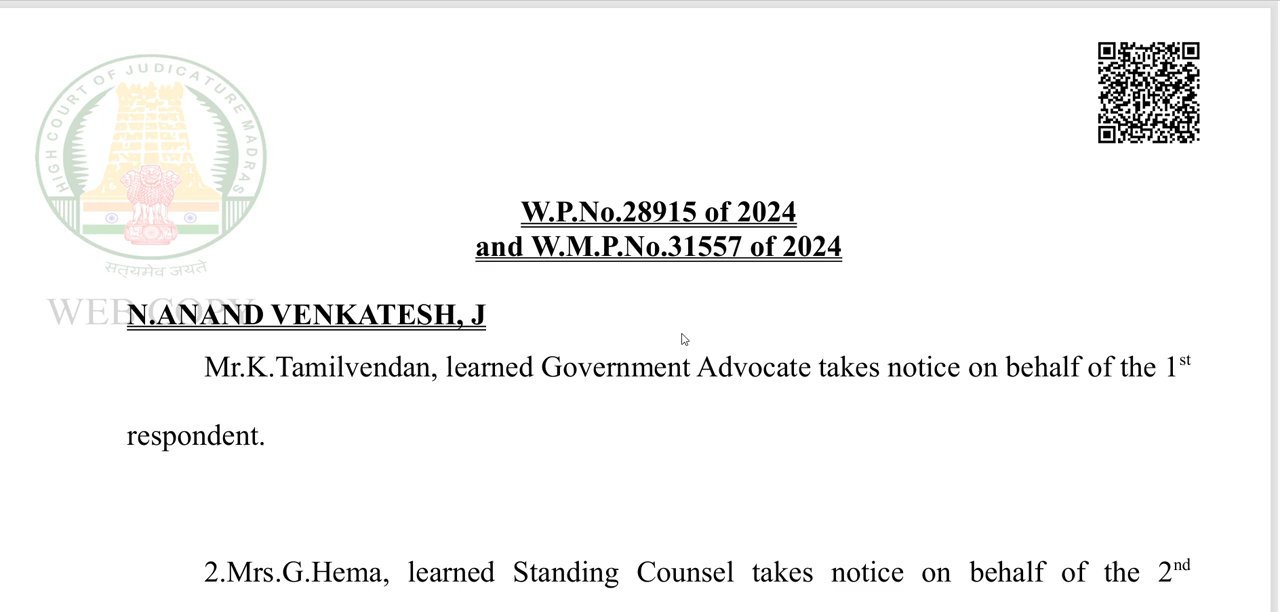 HIGH COURT OF JUDICATURE MADRAS
सत्यमेव जयते
WEB COPY
W.P.No.28915 of 2024
and W.M.P.No.31557 of 2024
N.ANAND VENKATESH, J
Mr.K.Tamilvendan, learned Government Advocate takes notice on behalf of the 1st
respondent.
2.Mrs.G.Hema, learned Standing Counsel takes notice on behalf of the 2nd